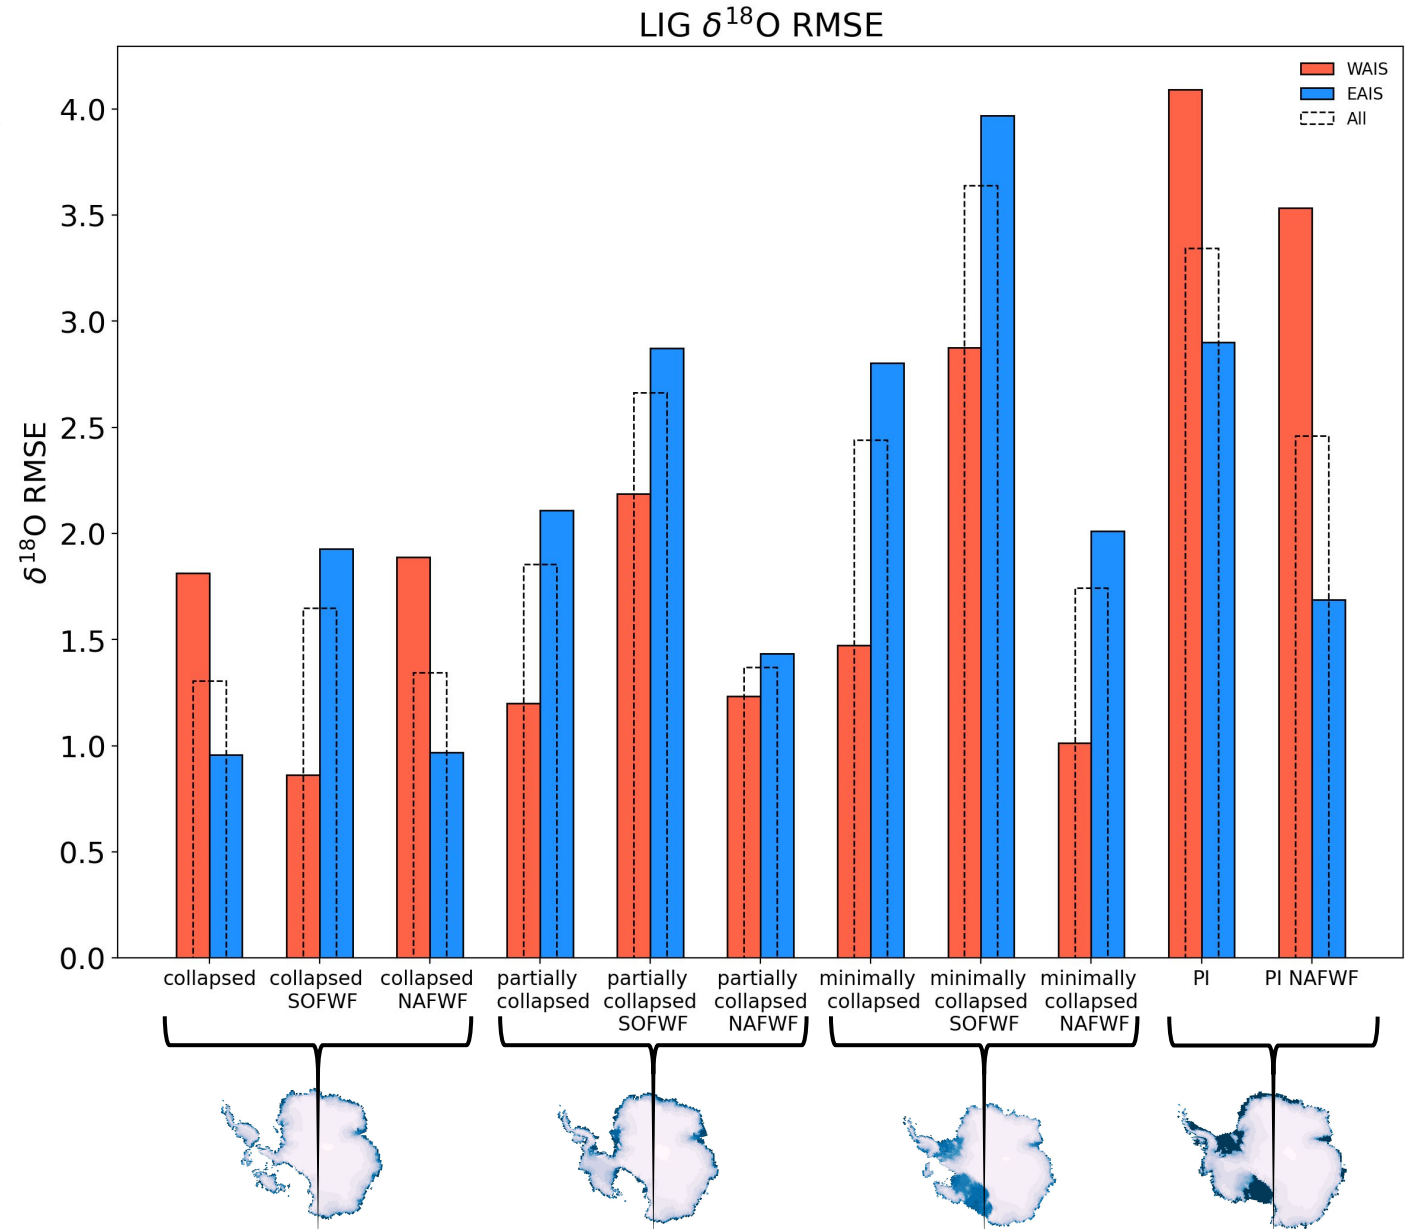 LIG δ¹⁸O RMSE
WAIS
EAIS
All
δ¹⁸O RMSE
4.0
3.5
3.0
2.5
2.0
1.5
1.0
0.5
0.0
collapsed
collapsed
SOFWF
collapsed
NAFWF
partially
collapsed
partially
collapsed
SOFWF
partially
collapsed
NAFWF
minimally
collapsed
minimally
collapsed
SOFWF
minimally
collapsed
NAFWF
PI
PI NAFWF